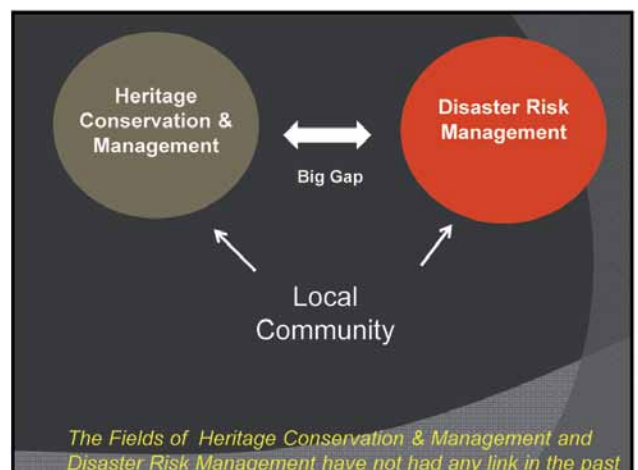 Heritage
Conservation &
Management
Disaster Risk
Management
Big Gap
Local
Community
The Fields of Heritage Conservation & Management and
Disaster Risk Management have not had any link in the past